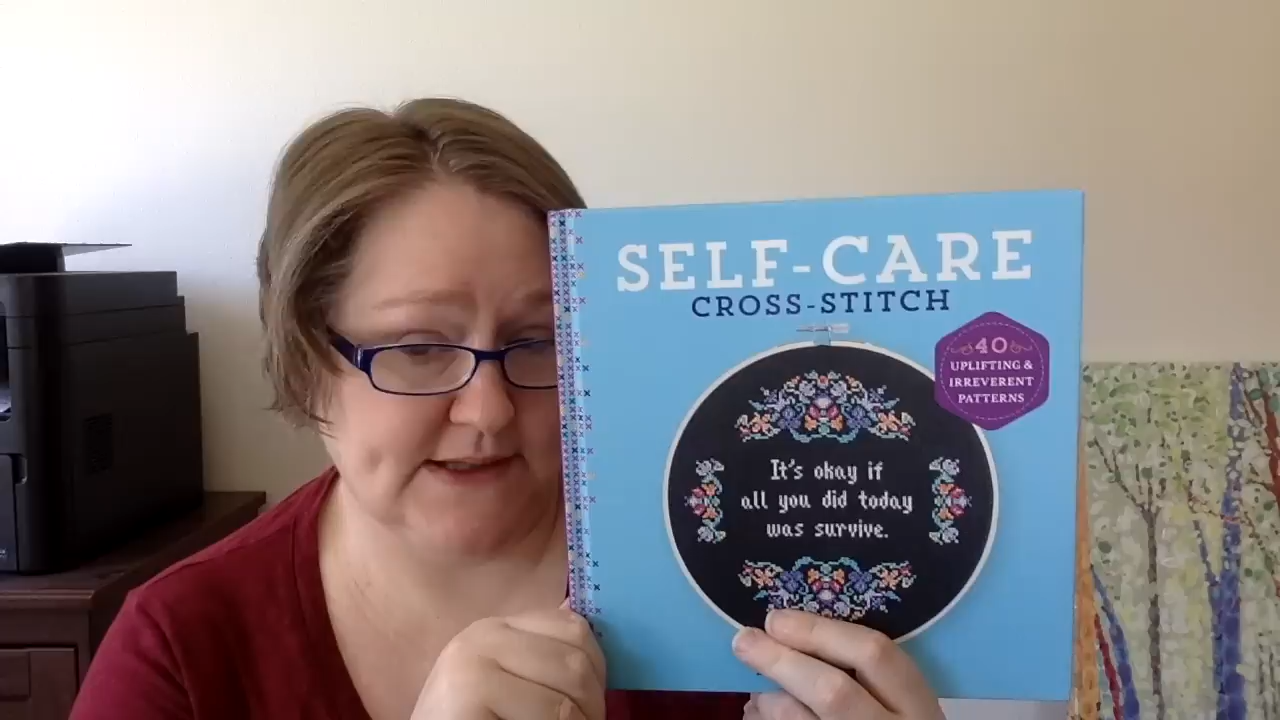 SELF-CARE
CROSS-STITCH
40
UPLIFTING &
IRREVERENT
PATTERNS
It's okay if
all you did today
was survive.